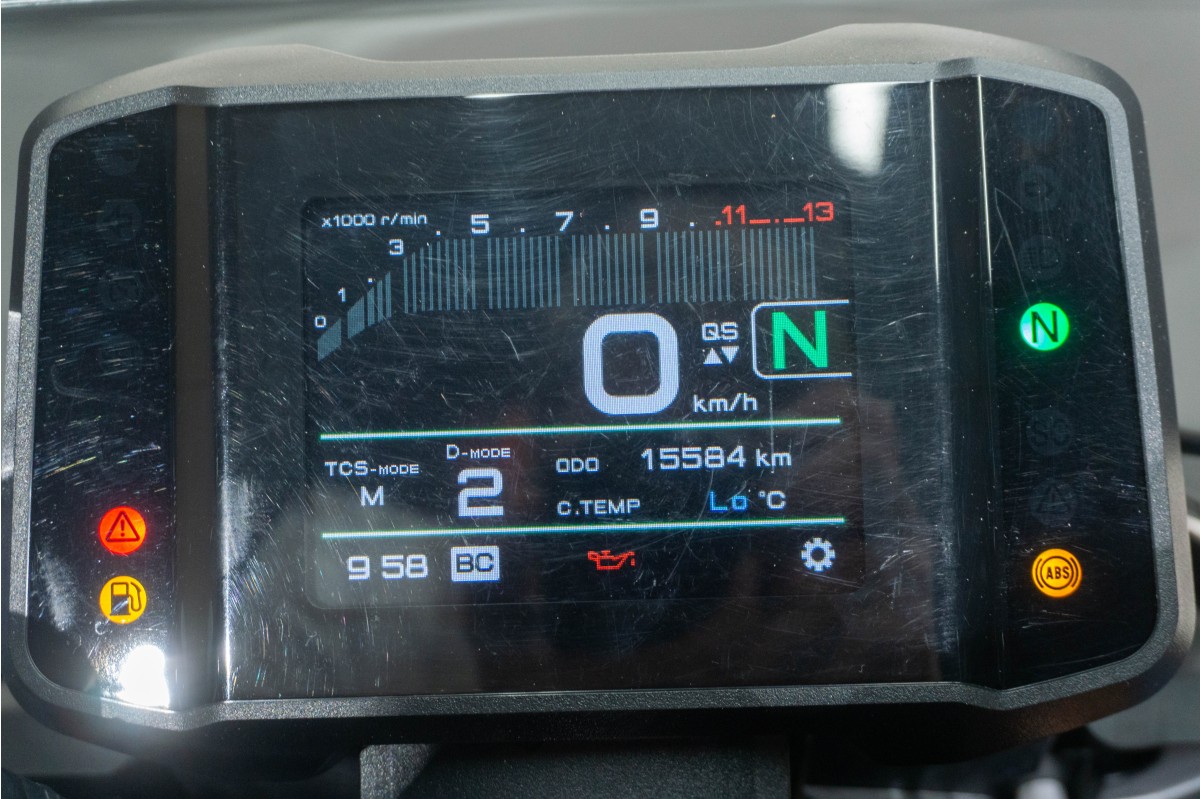 x1000 r/min 5 7 9 11 13
3
1
0
0 QS N
N
km/h
TCS-MODE D-MODE ODO 15584 km
M 2 C.TEMP Lo °C
9 58 BC
ABS